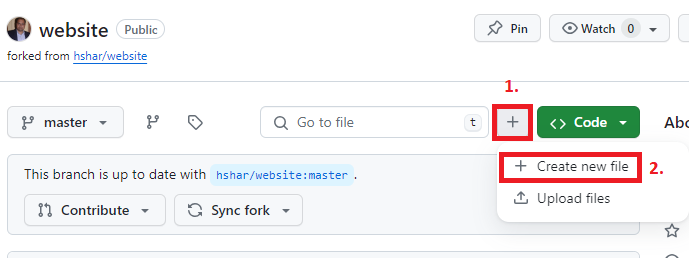 website Public
Pin
Watch 0
forked from hshar/website
1.
master
Go to file t
+
<> Code
Abo
This branch is up to date with hshar/website:master.
+ Create new file 2.
Upload files
Contribute
Sync fork